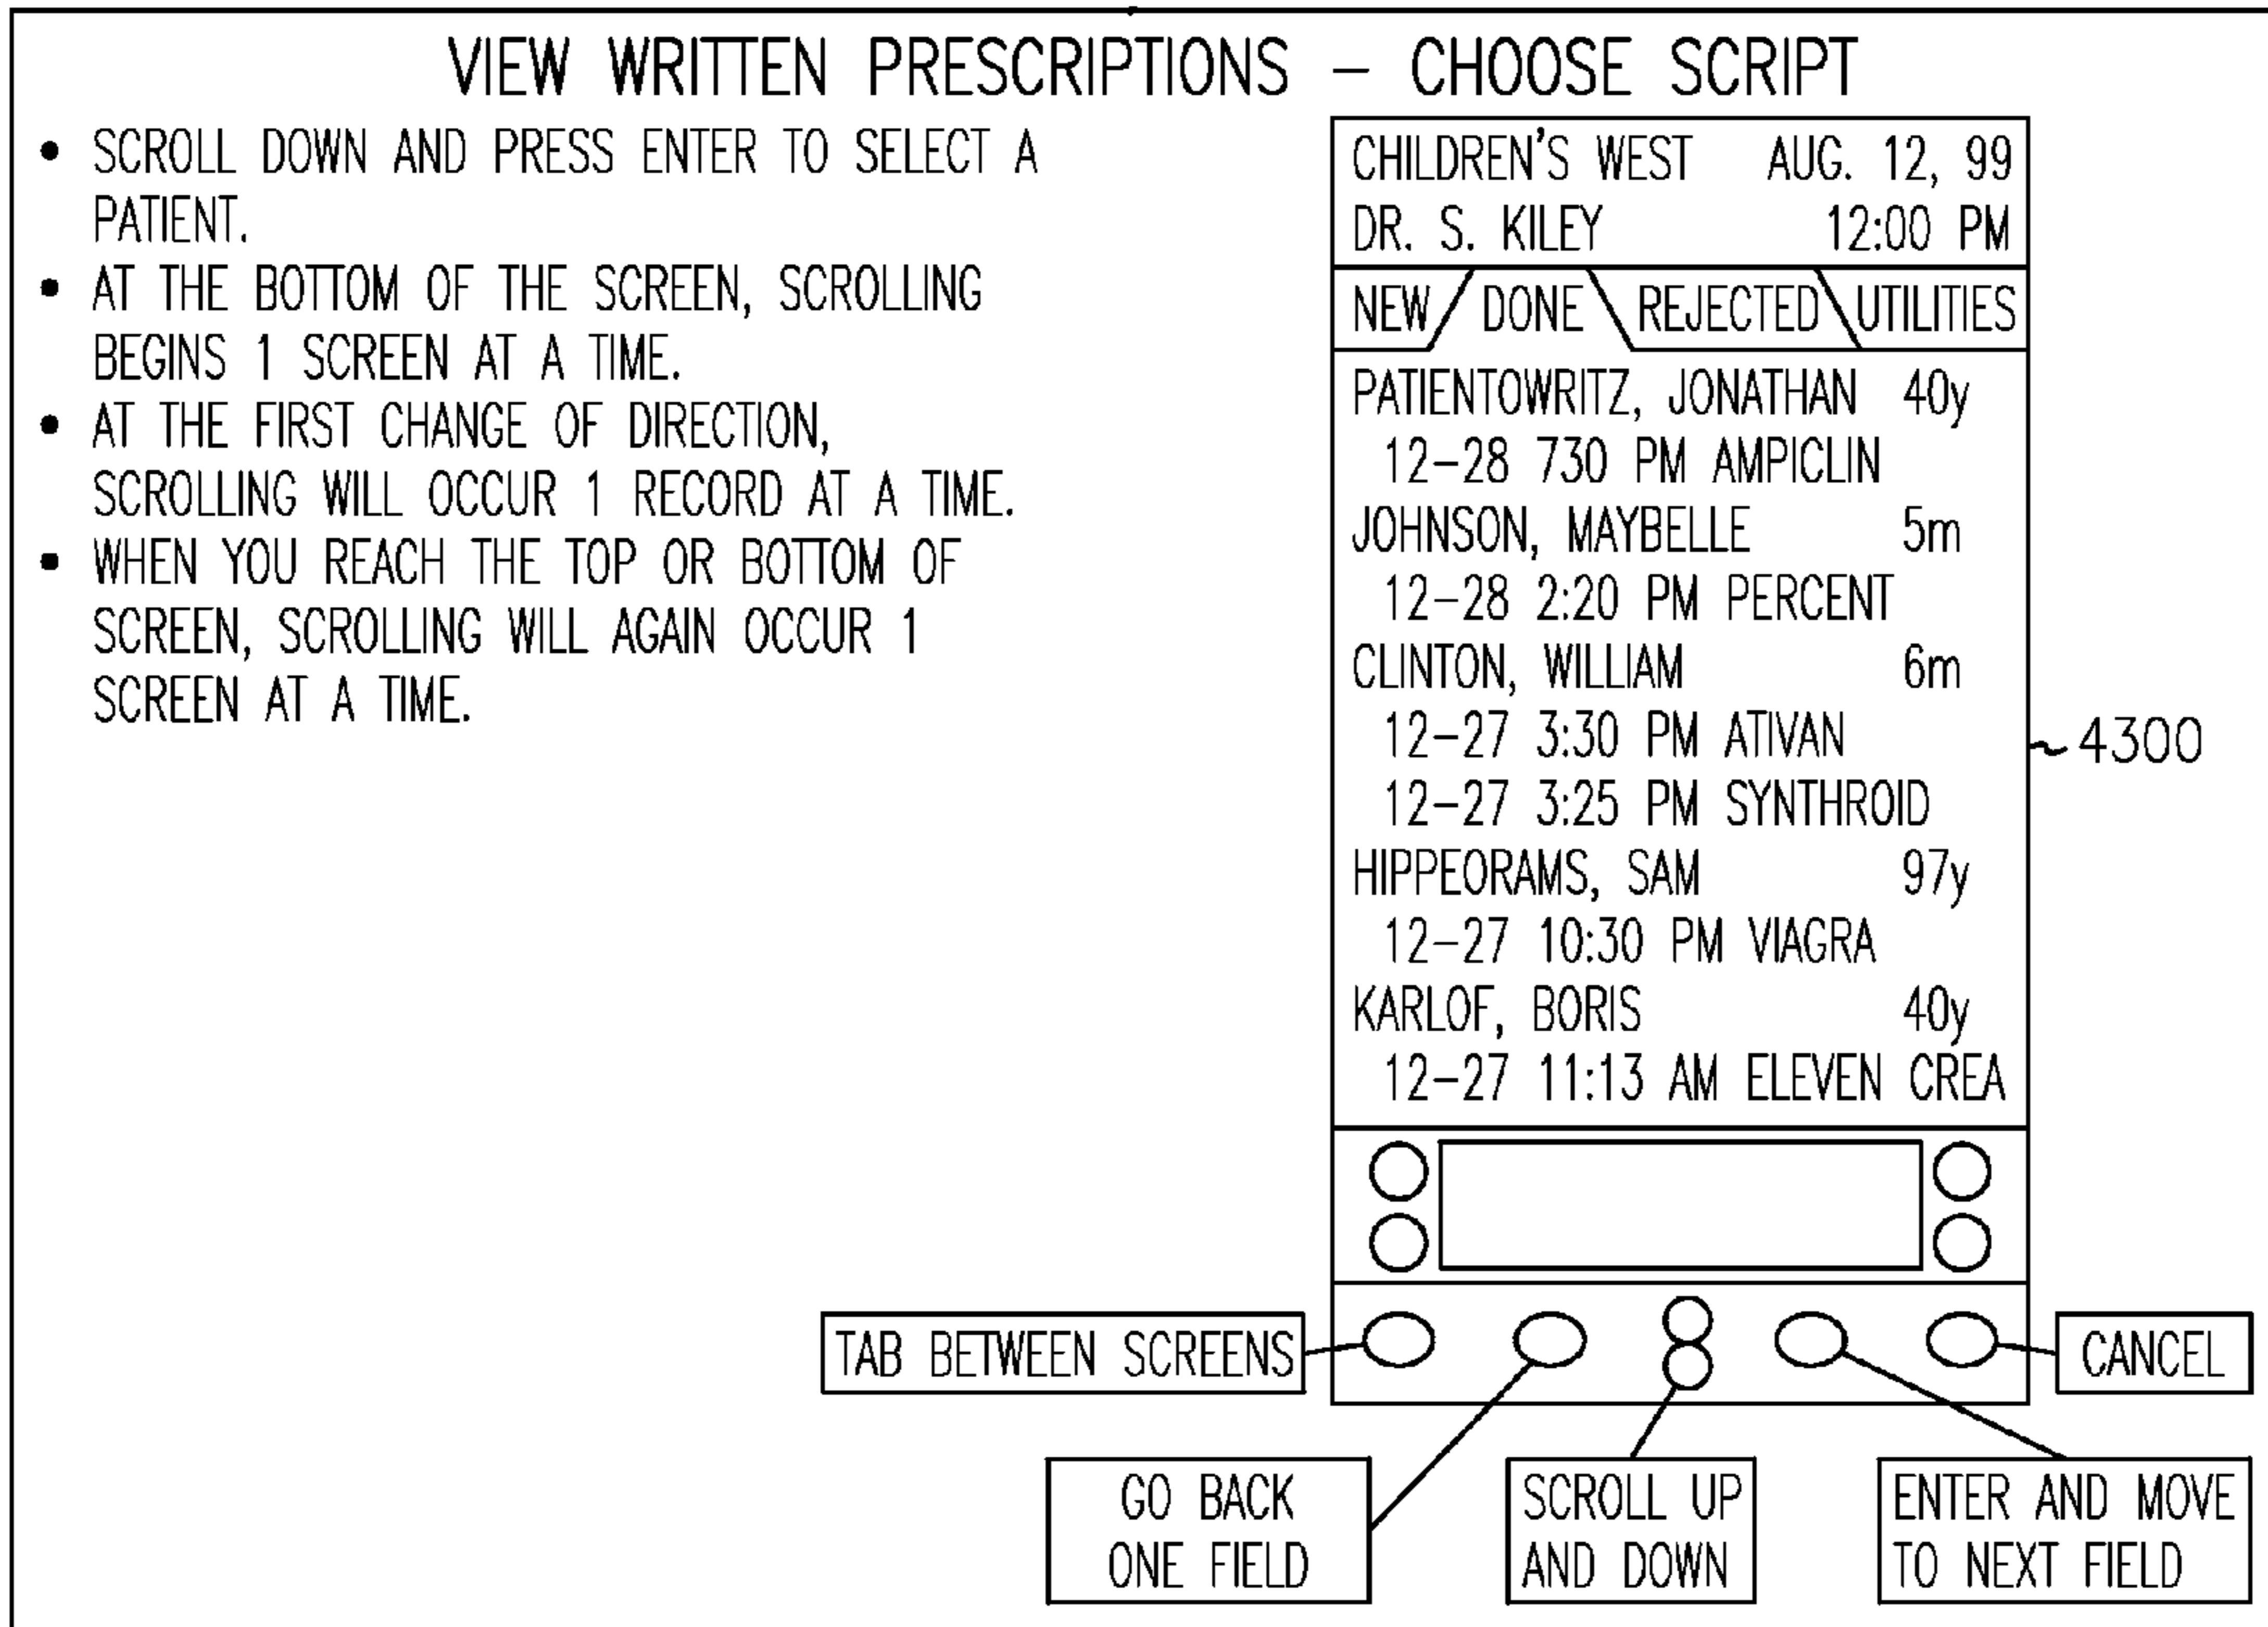 VIEW WRITTEN PRESCRIPTIONS – CHOOSE SCRIPT
• SCROLL DOWN AND PRESS ENTER TO SELECT A
PATIENT.
• AT THE BOTTOM OF THE SCREEN, SCROLLING
BEGINS 1 SCREEN AT A TIME.
• AT THE FIRST CHANGE OF DIRECTION,
SCROLLING WILL OCCUR 1 RECORD AT A TIME.
• WHEN YOU REACH THE TOP OR BOTTOM OF
SCREEN, SCROLLING WILL AGAIN OCCUR 1
SCREEN AT A TIME.
CHILDREN'S WEST AUG. 12, 99
DR. S. KILEY 12:00 PM
NEW DONE REJECTED UTILITIES
PATIENTOWRITZ, JONATHAN 40y
12–28 730 PM AMPICLIN
JOHNSON, MAYBELLE 5m
12–28 2:20 PM PERCENT
CLINTON, WILLIAM 6m
12–27 3:30 PM ATIVAN
12–27 3:25 PM SYNTHROID
HIPPEORAMS, SAM 97y
12–27 10:30 PM VIAGRA
KARLOF, BORIS 40y
12–27 11:13 AM ELEVEN CREA
4300
TAB BETWEEN SCREENS
CANCEL
GO BACK
ONE FIELD
SCROLL UP
AND DOWN
ENTER AND MOVE
TO NEXT FIELD